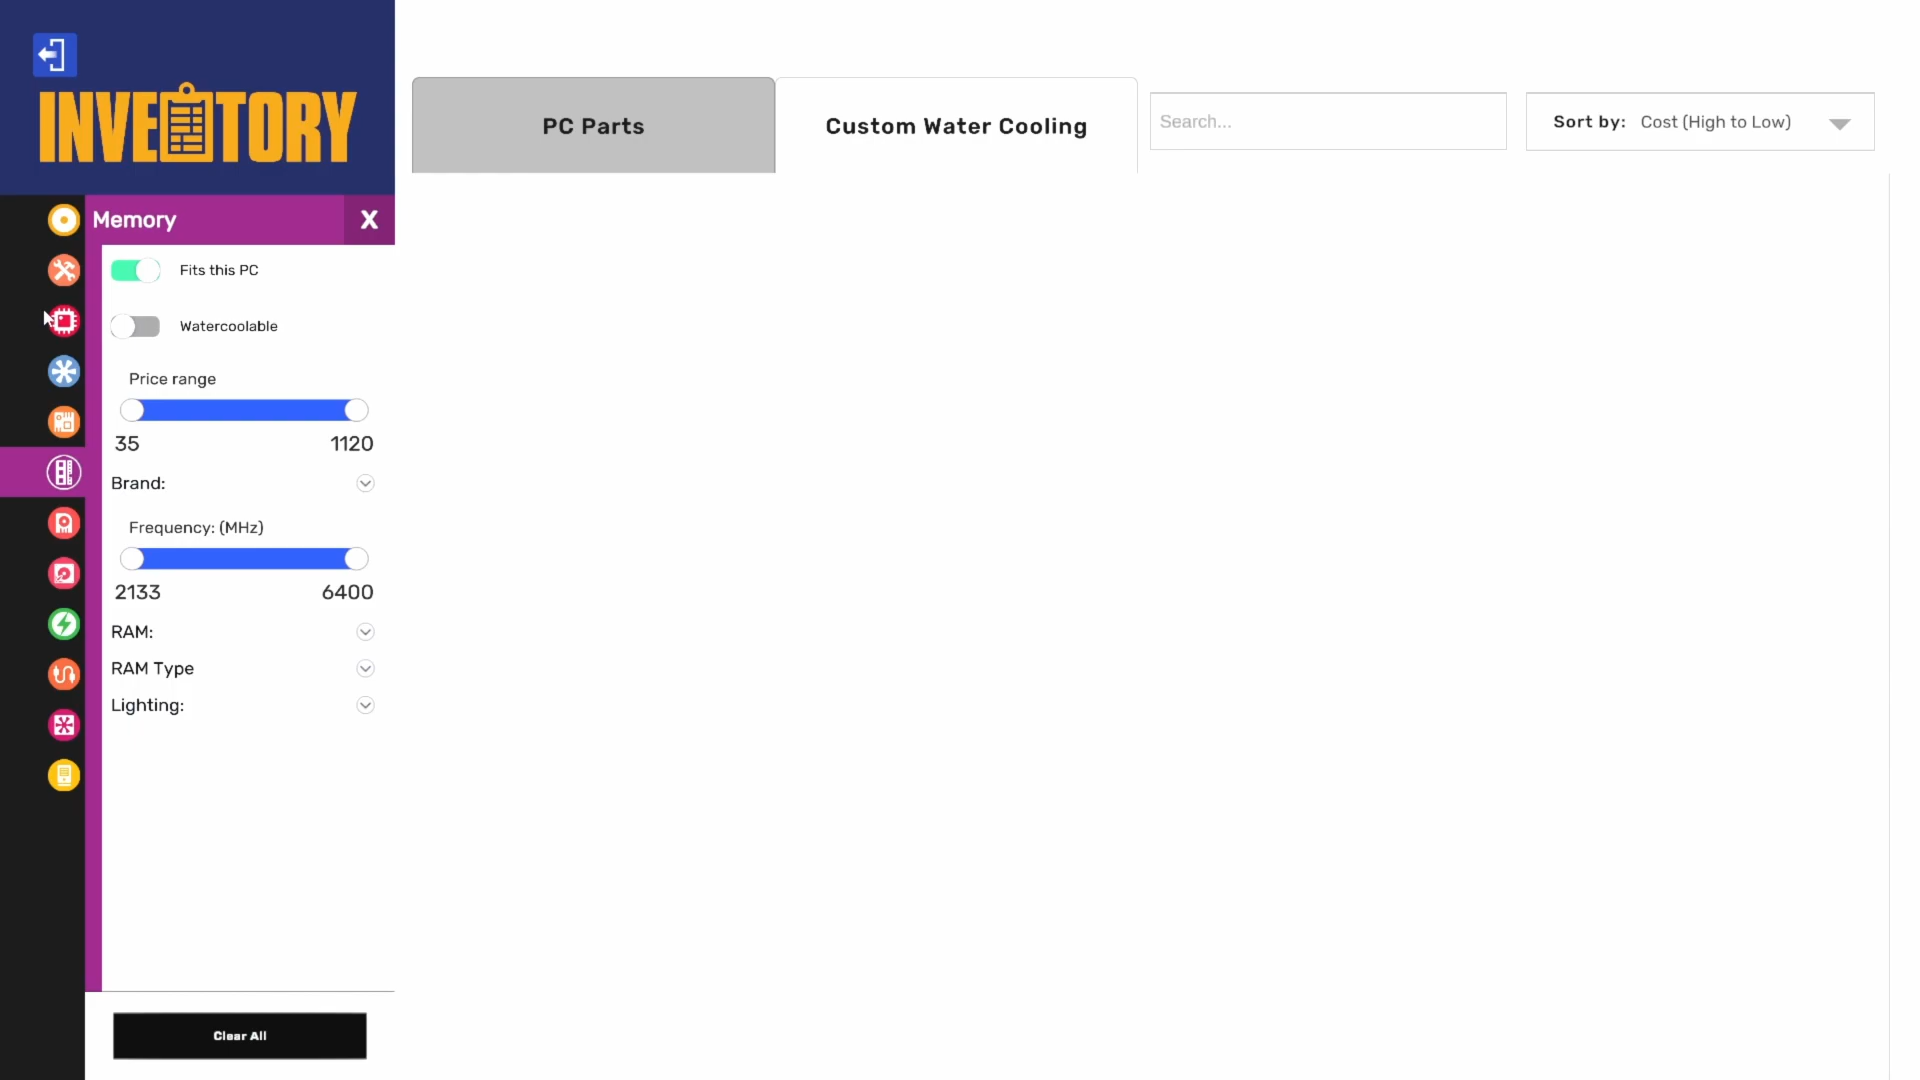 INVENTORY
PC Parts
Custom Water Cooling
Search...
Sort by: Cost (High to Low)
Memory X
Fits this PC
Watercoolable
Price range
35 1120
Brand:
Frequency: (MHz)
2133 6400
RAM:
RAM Type
Lighting:
Clear All